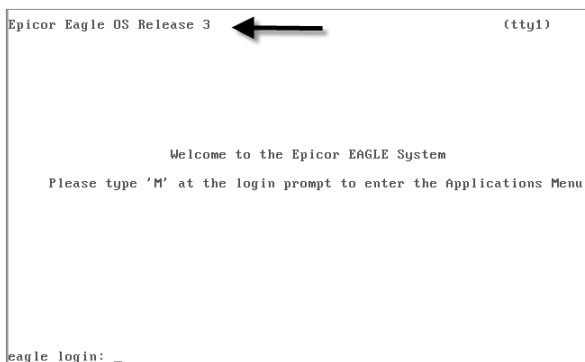 Epicor Eagle OS Release 3 (tty1)
Welcome to the Epicor EAGLE System
Please type 'M' at the login prompt to enter the Applications Menu
eagle login: _